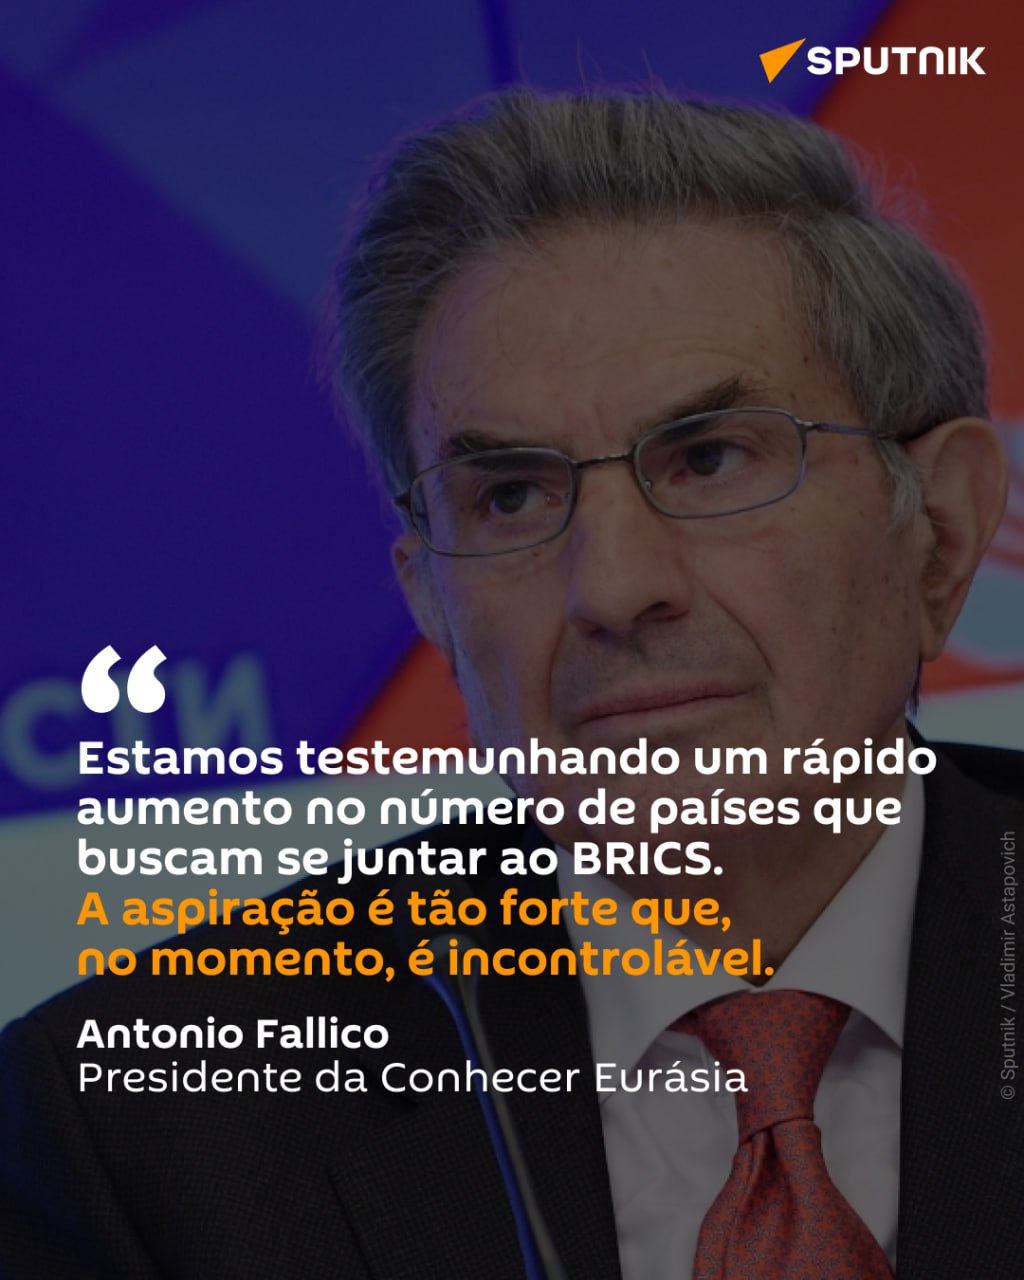 SPUTNIK
СТИ
“
Estamos testemunhando um rápido
aumento no número de países que
buscam se juntar ao BRICS.
A aspiração é tão forte que,
no momento, é incontrolável.
Antonio Fallico
Presidente da Conhecer Eurásia
© Sputnik / Vladimir Astapovich